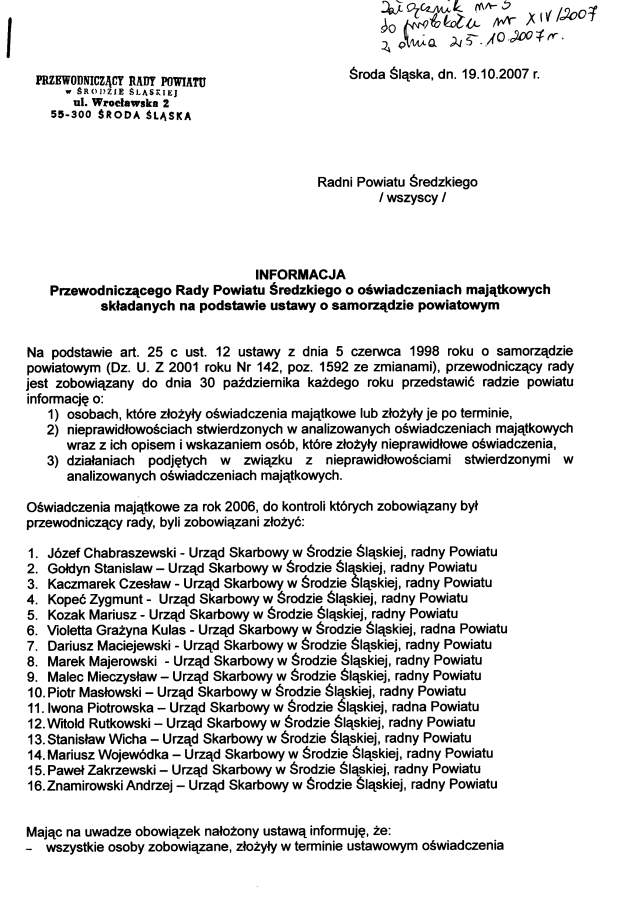 Załącznik nr 5
do protokołu nr XIV/2007
z dnia 25.10.2007r.
PRZEWODNICZĄCY RADY POWIATU
w ŚRODZIE ŚLĄSKIEJ
ul. Wrocławska 2
55-300 ŚRODA ŚLĄSKA
Środa Śląska, dn. 19.10.2007 r.
Radni Powiatu Średzkiego
/ wszyscy /
INFORMACJA
Przewodniczącego Rady Powiatu Średzkiego o oświadczeniach majątkowych
składanych na podstawie ustawy o samorządzie powiatowym
Na podstawie art. 25 c ust. 12 ustawy z dnia 5 czerwca 1998 roku o samorządzie
powiatowym (Dz. U. Z 2001 roku Nr 142, poz. 1592 ze zmianami), przewodniczący rady
jest zobowiązany do dnia 30 października każdego roku przedstawić radzie powiatu
informację o:
1) osobach, które złożyły oświadczenia majątkowe lub złożyły je po terminie,
2) nieprawidłowościach stwierdzonych w analizowanych oświadczeniach majątkowych
wraz z ich opisem i wskazaniem osób, które złożyły nieprawidłowe oświadczenia,
3) działaniach podjętych w związku z nieprawidłowościami stwierdzonymi w
analizowanych oświadczeniach majątkowych.
Oświadczenia majątkowe za rok 2006, do kontroli których zobowiązany był
przewodniczący rady, byli zobowiązani złożyć:
1. Józef Chabraszewski - Urząd Skarbowy w Środzie Śląskiej, radny Powiatu
2. Gołdyn Stanislaw – Urząd Skarbowy w Środzie Śląskiej, radny Powiatu
3. Kaczmarek Czesław - Urząd Skarbowy w Środzie Śląskiej, radny Powiatu
4. Kopeć Zygmunt - Urząd Skarbowy w Środzie Śląskiej, radny Powiatu
5. Kozak Mariusz - Urząd Skarbowy w Środzie Śląskiej, radny Powiatu
6. Violetta Grażyna Kulas - Urząd Skarbowy w Środzie Śląskiej, radna Powiatu
7. Dariusz Maciejewski - Urząd Skarbowy w Środzie Śląskiej, radny Powiatu
8. Marek Majerowski - Urząd Skarbowy w Środzie Śląskiej, radny Powiatu
9. Malec Mieczysław – Urząd Skarbowy w Środzie Śląskiej, radny Powiatu
10. Piotr Masłowski – Urząd Skarbowy w Środzie Śląskiej, radny Powiatu
11. Iwona Piotrowska – Urząd Skarbowy w Środzie Śląskiej, radna Powiatu
12. Witold Rutkowski – Urząd Skarbowy w Środzie Śląskiej, radny Powiatu
13. Stanisław Wicha – Urząd Skarbowy w Środzie Śląskiej, radny Powiatu
14. Mariusz Wojewódka – Urząd Skarbowy w Środzie Śląskiej, radny Powiatu
15. Paweł Zakrzewski – Urząd Skarbowy w Środzie Śląskiej, radny Powiatu
16. Znamirowski Andrzej – Urząd Skarbowy w Środzie Śląskiej, radny Powiatu
Mając na uwadze obowiązek nałożony ustawą informuję, że:
– wszystkie osoby zobowiązane, złożyły w terminie ustawowym oświadczenia